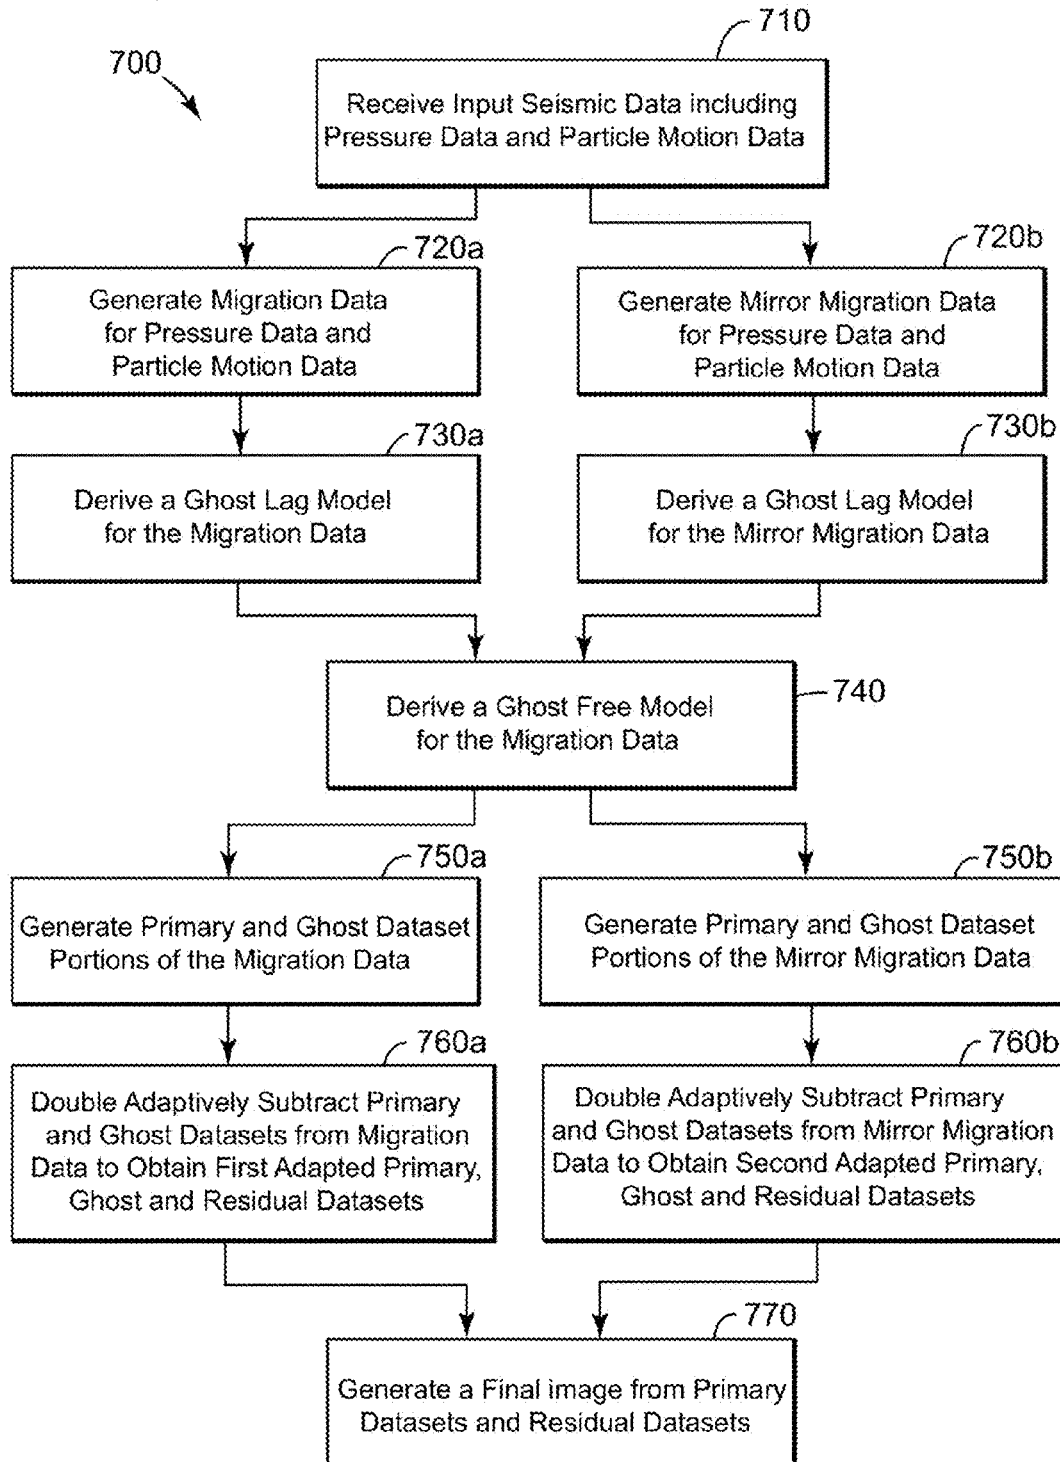 710
700
Receive Input Seismic Data including
Pressure Data and Particle Motion Data
720a
720b
Generate Migration Data
for Pressure Data and
Particle Motion Data
Generate Mirror Migration Data
for Pressure Data and
Particle Motion Data
730a
730b
Derive a Ghost Lag Model
for the Migration Data
Derive a Ghost Lag Model
for the Mirror Migration Data
740
Derive a Ghost Free Model
for the Migration Data
750a
750b
Generate Primary and Ghost Dataset
Portions of the Migration Data
Generate Primary and Ghost Dataset
Portions of the Mirror Migration Data
760a
760b
Double Adaptively Subtract Primary
and Ghost Datasets from Migration
Data to Obtain First Adapted Primary,
Ghost and Residual Datasets
Double Adaptively Subtract Primary
and Ghost Datasets from Mirror Migration
Data to Obtain Second Adapted Primary,
Ghost and Residual Datasets
770
Generate a Final image from Primary
Datasets and Residual Datasets